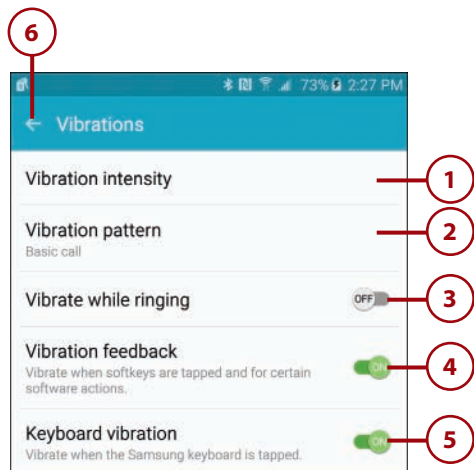 6
73% 2:27 PM
Vibrations
Vibration intensity
1
Vibration pattern
Basic call
2
Vibrate while ringing
OFF
3
Vibration feedback
Vibrate when softkeys are tapped and for certain
software actions.
ON
4
Keyboard vibration
Vibrate when the Samsung keyboard is tapped.
ON
5